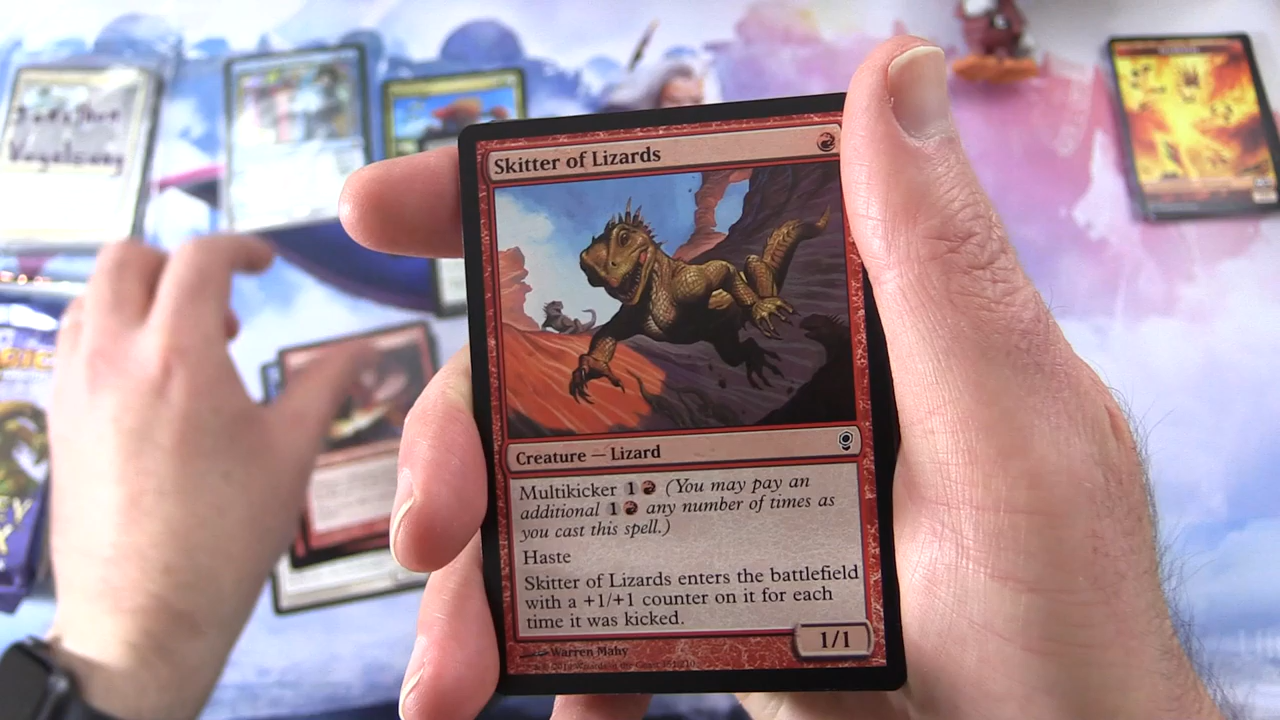 Skitter of Lizards
Creature — Lizard
Multikicker 1 (You may pay an
additional 1 any number of times as
you cast this spell.)
Haste
Skitter of Lizards enters the battlefield
with a +1/+1 counter on it for each
time it was kicked.
1/1
Warren Mahy
Vogelsang